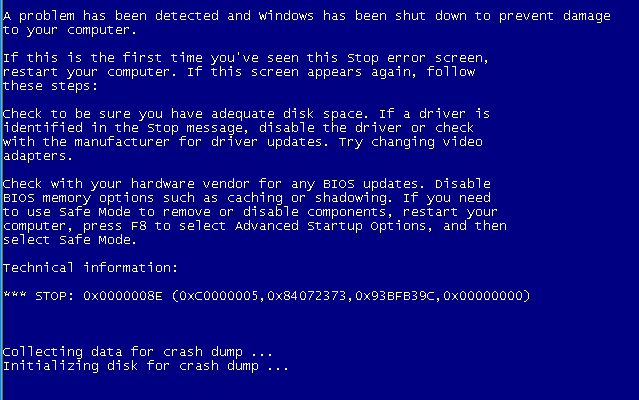 A problem has been detected and Windows has been shut down to prevent damage
to your computer.
If this is the first time you've seen this Stop error screen,
restart your computer. If this screen appears again, follow
these steps:
Check to be sure you have adequate disk space. If a driver is
identified in the Stop message, disable the driver or check
with the manufacturer for driver updates. Try changing video
adapters.
Check with your hardware vendor for any BIOS updates. Disable
BIOS memory options such as caching or shadowing. If you need
to use Safe Mode to remove or disable components, restart your
computer, press F8 to select Advanced Startup Options, and then
select Safe Mode.
Technical information:
*** STOP: 0x0000008E (0xC0000005,0x84072373,0x93BFB39C,0x00000000)
Collecting data for crash dump ...
Initializing disk for crash dump ...